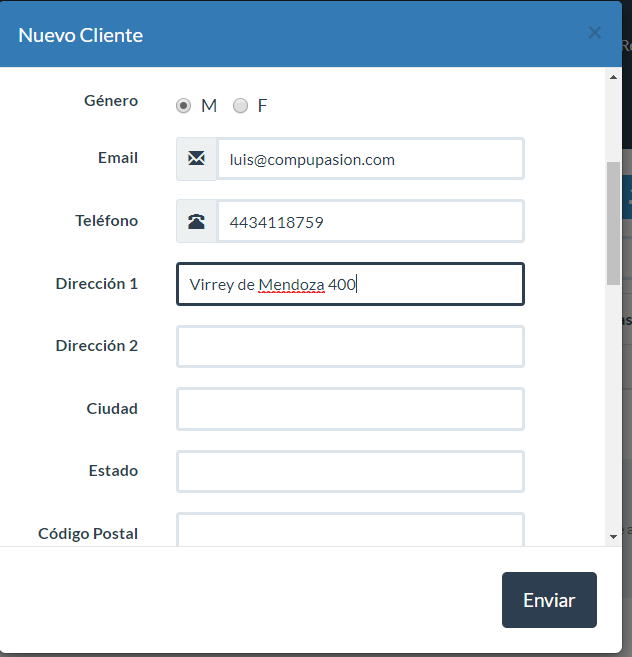 Nuevo Cliente ×
Género M F
Email luis@compupasion.com
Teléfono 4434118759
Dirección 1 Virrey de Mendoza 400
Dirección 2
Ciudad
Estado
Código Postal
Enviar